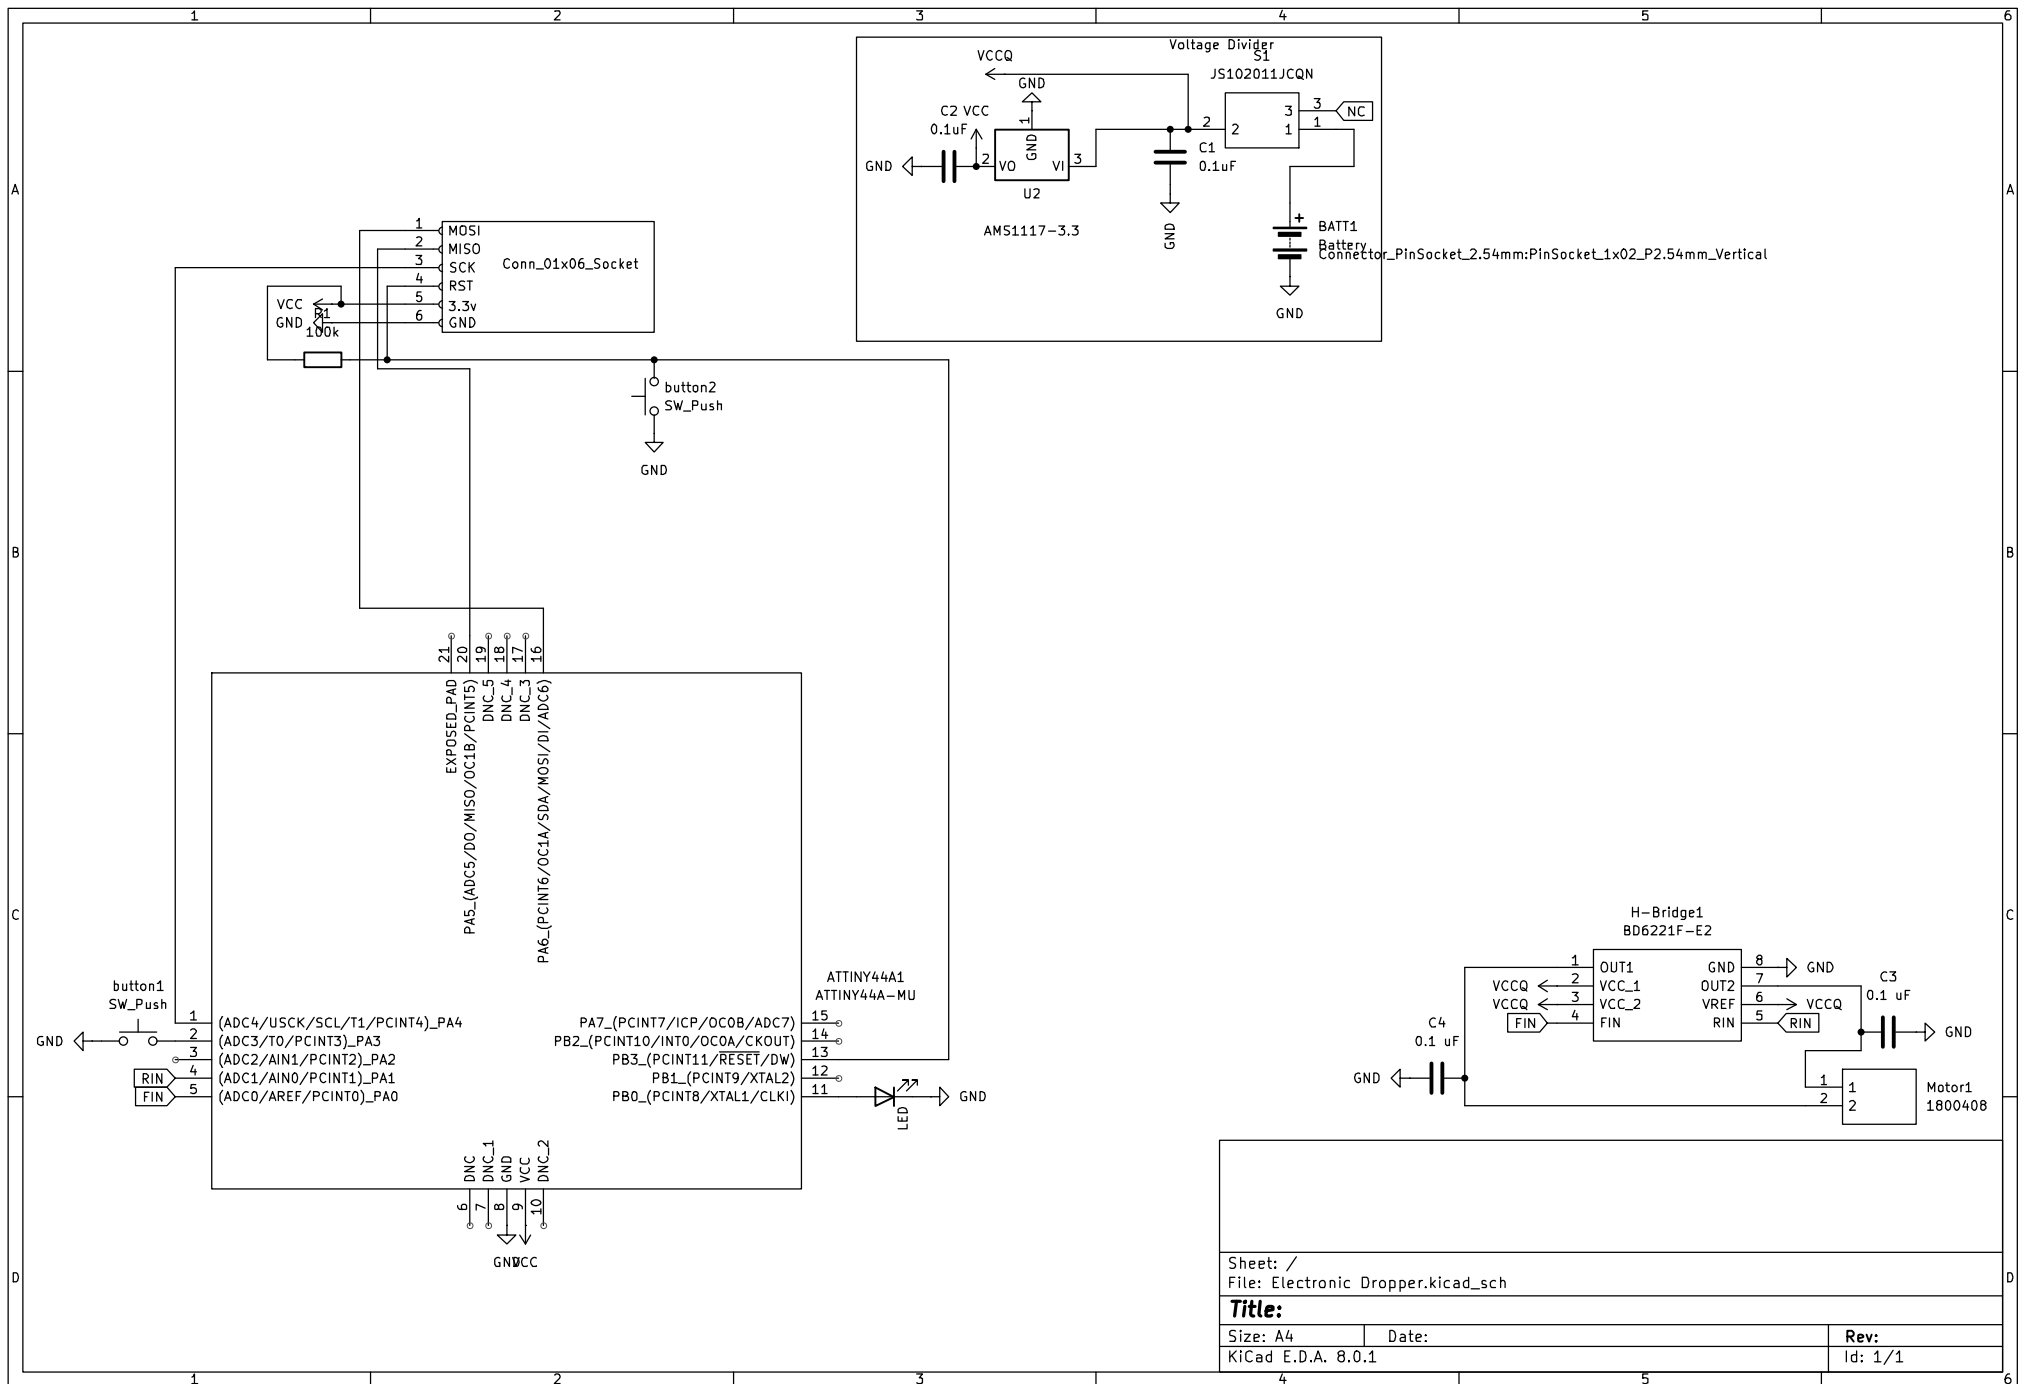 1 2 3 4 5 6
Voltage Divider
S1
JS102011JCQN
VCCQ
GND
C2 VCC
0.1uF
GND
2 VO
1 GND
VI 3
U2
AMS1117-3.3
C1
0.1uF
GND
2 2
3 3 NC
1 1
+
BATT1
Battery
Connector_PinSocket_2.54mm:PinSocket_1x02_P2.54mm_Vertical
GND
A A
1 MOSI
2 MISO
3 SCK
4 RST
5 3.3v
6 GND
Conn_01x06_Socket
VCC
GND
R1
100k
button2
SW_Push
GND
B B
21 EXPOSED_PAD
20 PA5_(ADC5/DO/MISO/OC1B/PCINT5)
19 DNC_5
18 DNC_4
17 DNC_3
16 PA6_(PCINT6/OC1A/SDA/MOSI/DI/ADC6)
C C
ATTINY44A1
ATTINY44A-MU
button1
SW_Push
GND
1 (ADC4/USCK/SCL/T1/PCINT4)_PA4
2 (ADC3/T0/PCINT3)_PA3
3 (ADC2/AIN1/PCINT2)_PA2
RIN 4 (ADC1/AIN0/PCINT1)_PA1
FIN 5 (ADC0/AREF/PCINT0)_PA0
PA7_(PCINT7/ICP/OC0B/ADC7) 15
PB2_(PCINT10/INT0/OC0A/CKOUT) 14
PB3_(PCINT11/RESET/DW) 13
PB1_(PCINT9/XTAL2) 12
PB0_(PCINT8/XTAL1/CLKI) 11
LED
GND
6 DNC
7 DNC_1
8 GND
9 VCC
10 DNC_2
GND
VCC
H-Bridge1
BD6221F-E2
1 OUT1
VCCQ 2 VCC_1
VCCQ 3 VCC_2
FIN 4 FIN
GND 8 GND
OUT2 7
VREF 6 VCCQ
RIN 5 RIN
C3
0.1 uF
GND
C4
0.1 uF
GND
1 1
2 2
Motor1
1800408
D D
Sheet: /
File: Electronic Dropper.kicad_sch
Title:
Size: A4 Date: Rev:
KiCad E.D.A. 8.0.1 Id: 1/1
1 2 3 4 5 6